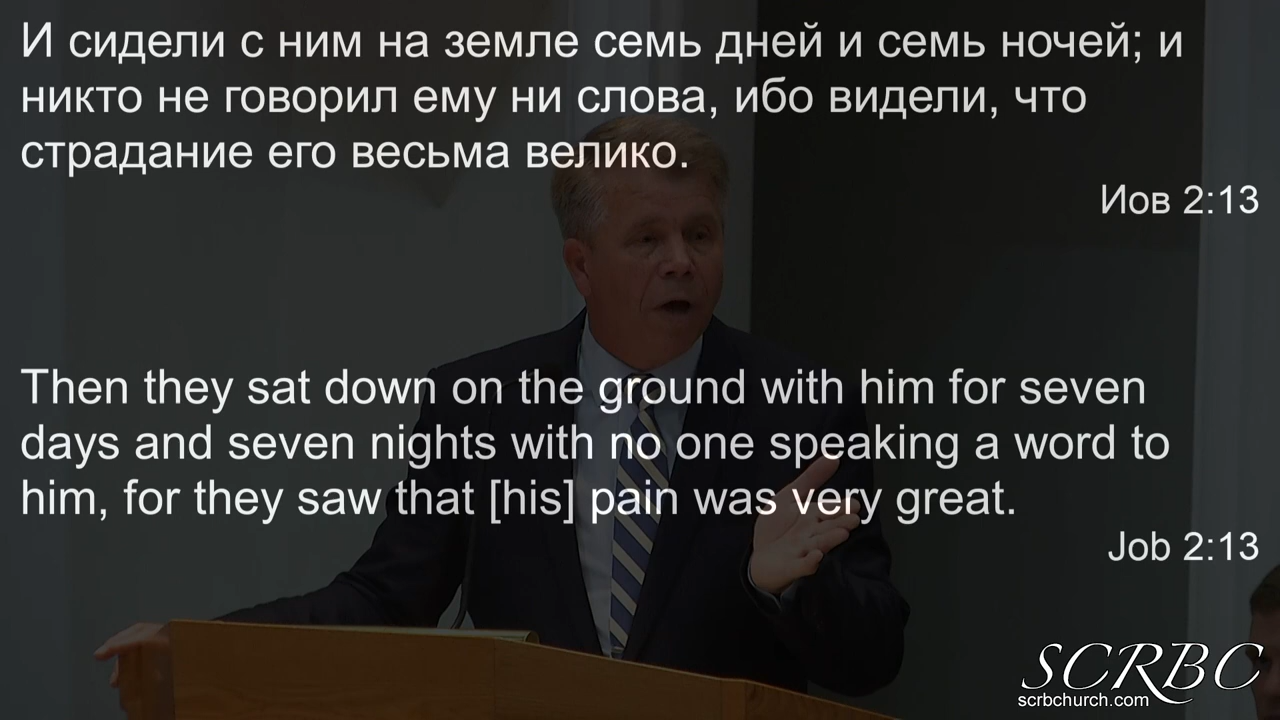 И сидели с ним на земле семь дней и семь ночей; и
никто не говорил ему ни слова, ибо видели, что
страдание его весьма велико.
Иов 2:13
Then they sat down on the ground with him for seven
days and seven nights with no one speaking a word to
him, for they saw that [his] pain was very great.
Job 2:13
SCRBC
scrbchurch.com